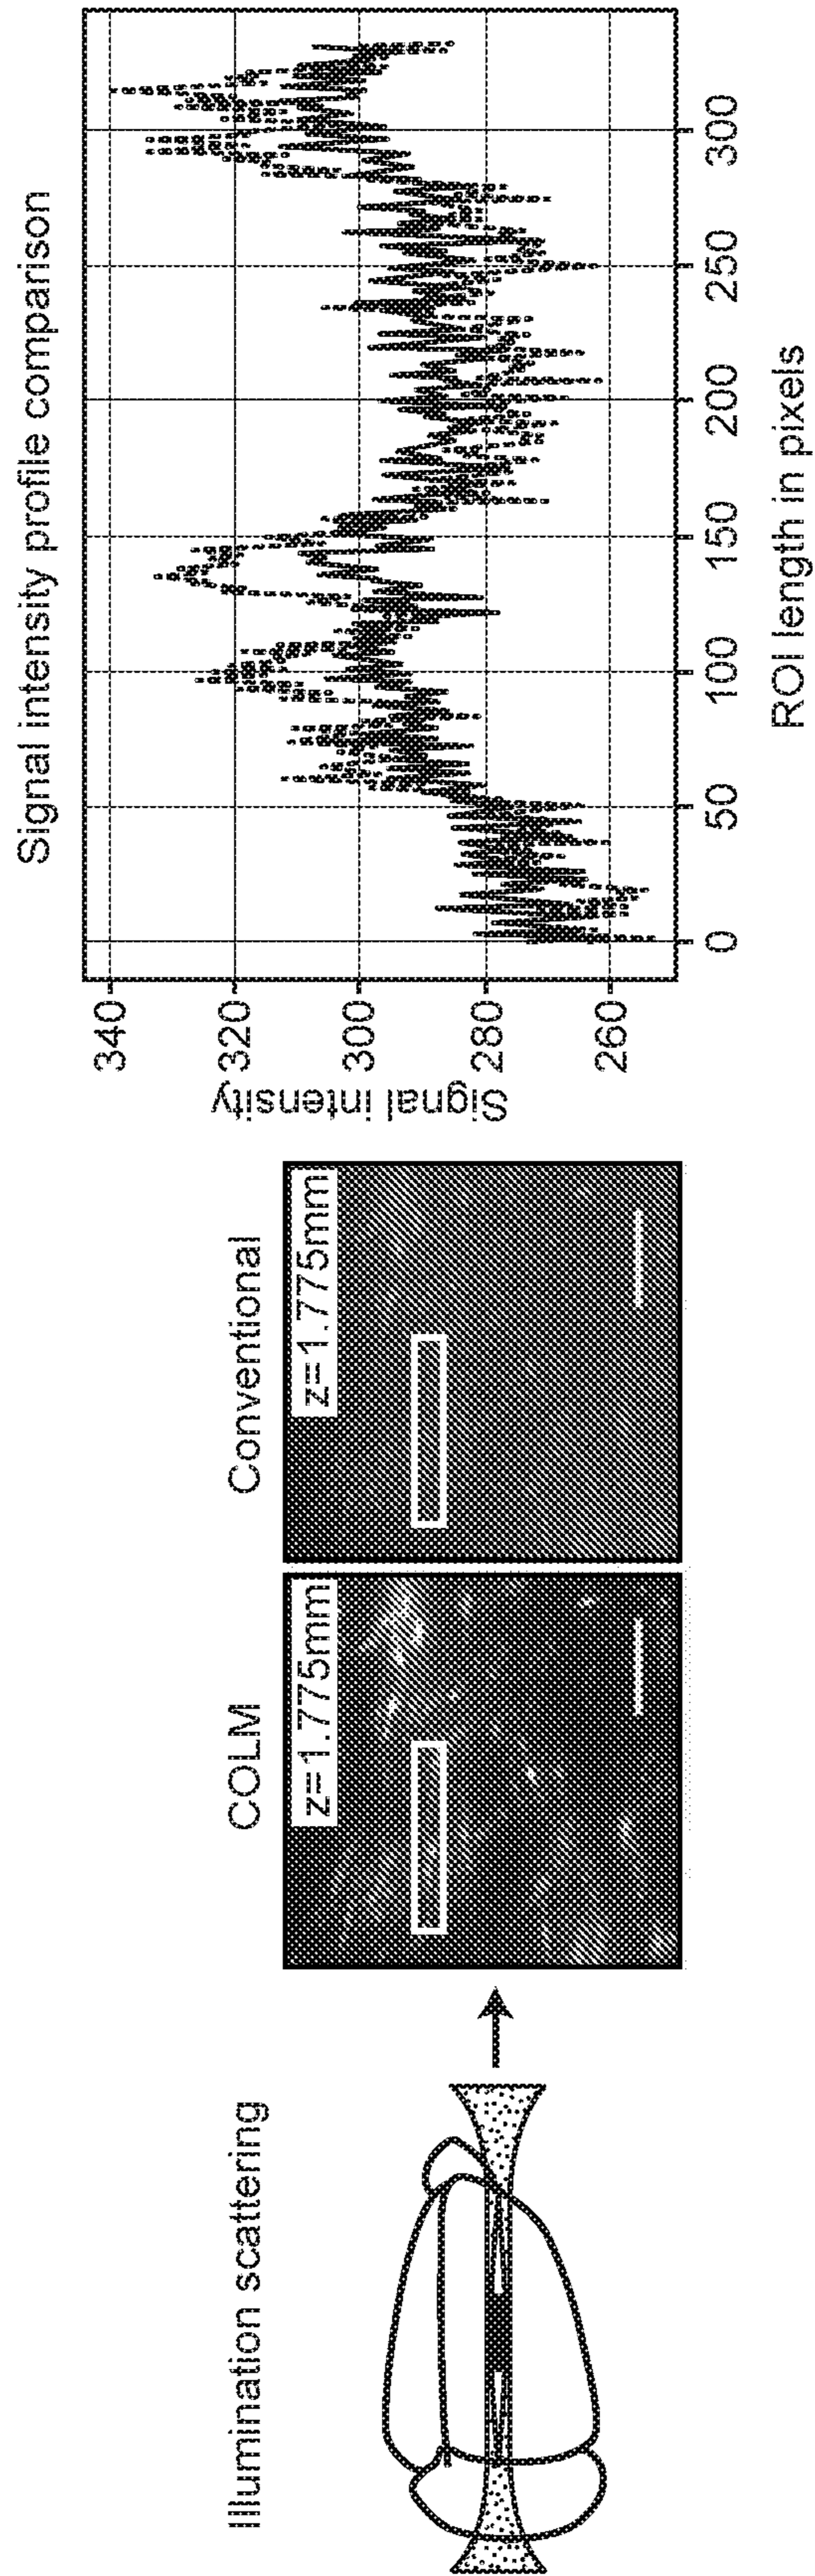 Illumination scattering
COLM
z=1.775mm
Conventional
z=1.775mm
Signal intensity profile comparison
Signal intensity
340
320
300
280
260
0
50
100
150
200
250
300
ROI length in pixels